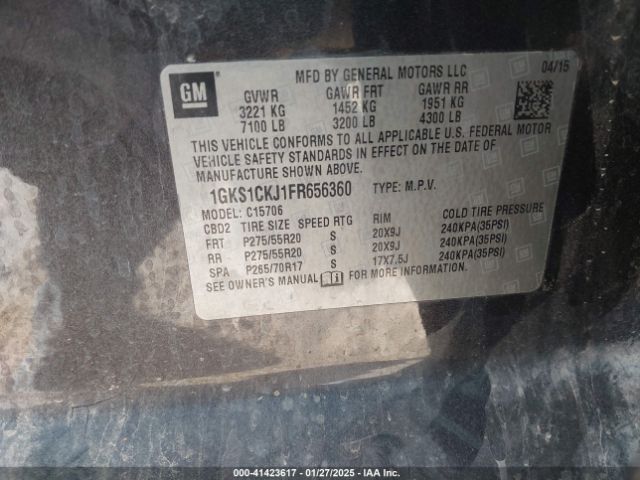 GM
MFD BY GENERAL MOTORS LLC 04/15
GVWR GAWR FRT GAWR RR
3221 KG 1452 KG 1951 KG
7100 LB 3200 LB 4300 LB
THIS VEHICLE CONFORMS TO ALL APPLICABLE U.S. FEDERAL MOTOR
VEHICLE SAFETY STANDARDS IN EFFECT ON THE DATE OF
MANUFACTURE SHOWN ABOVE.
1GKS1CKJ1FR656360 TYPE: M.P.V.
MODEL: C15706
CBD2 TIRE SIZE SPEED RTG RIM COLD TIRE PRESSURE
FRT P275/55R20 S 20X9J 240KPA(35PSI)
RR P275/55R20 S 20X9J 240KPA(35PSI)
SPA P265/70R17 S 17X7.5J 240KPA(35PSI)
SEE OWNER'S MANUAL FOR MORE INFORMATION.
000-41423617 - 01/27/2025 - IAA Inc.